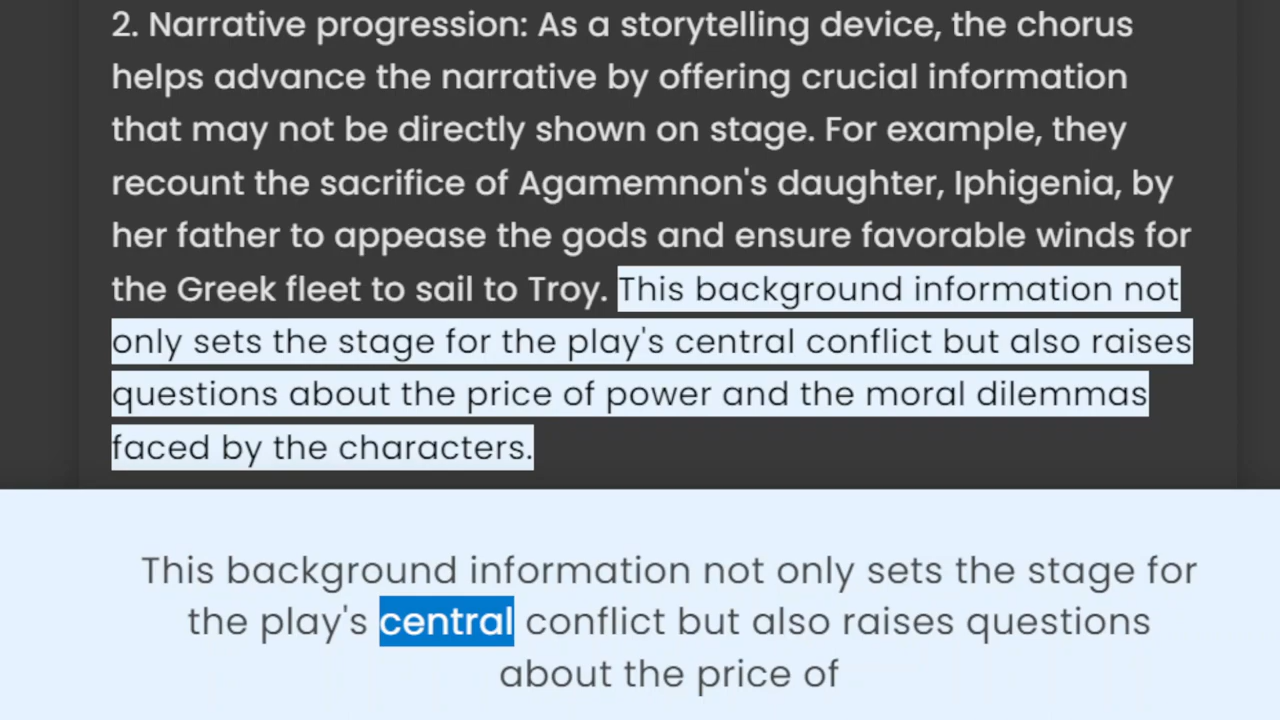 2. Narrative progression: As a storytelling device, the chorus
helps advance the narrative by offering crucial information
that may not be directly shown on stage. For example, they
recount the sacrifice of Agamemnon's daughter, Iphigenia, by
her father to appease the gods and ensure favorable winds for
the Greek fleet to sail to Troy. This background information not
only sets the stage for the play's central conflict but also raises
questions about the price of power and the moral dilemmas
faced by the characters.
This background information not only sets the stage for
the play's central conflict but also raises questions
about the price of